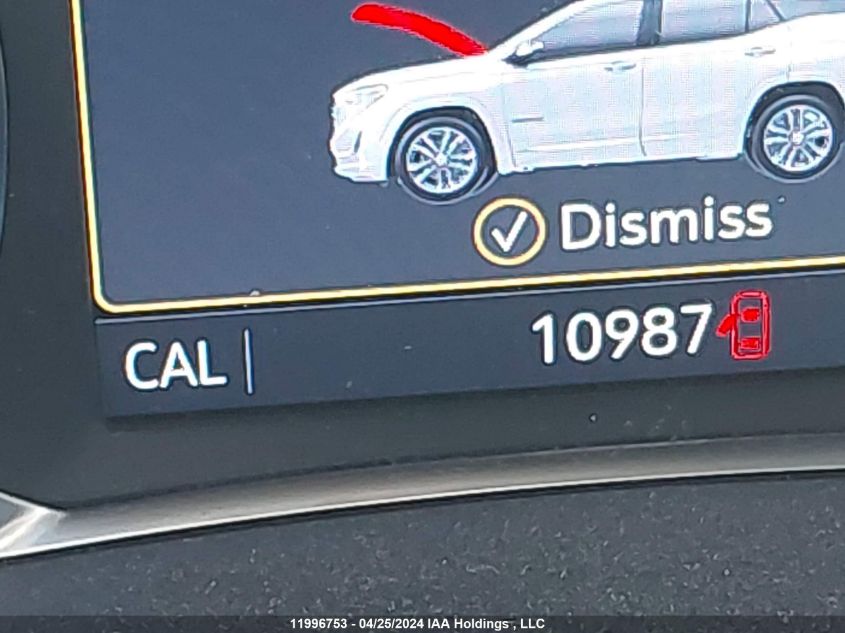 Dismiss
CAL 10987
11996753 - 04/25/2024 IAA Holdings , LLC